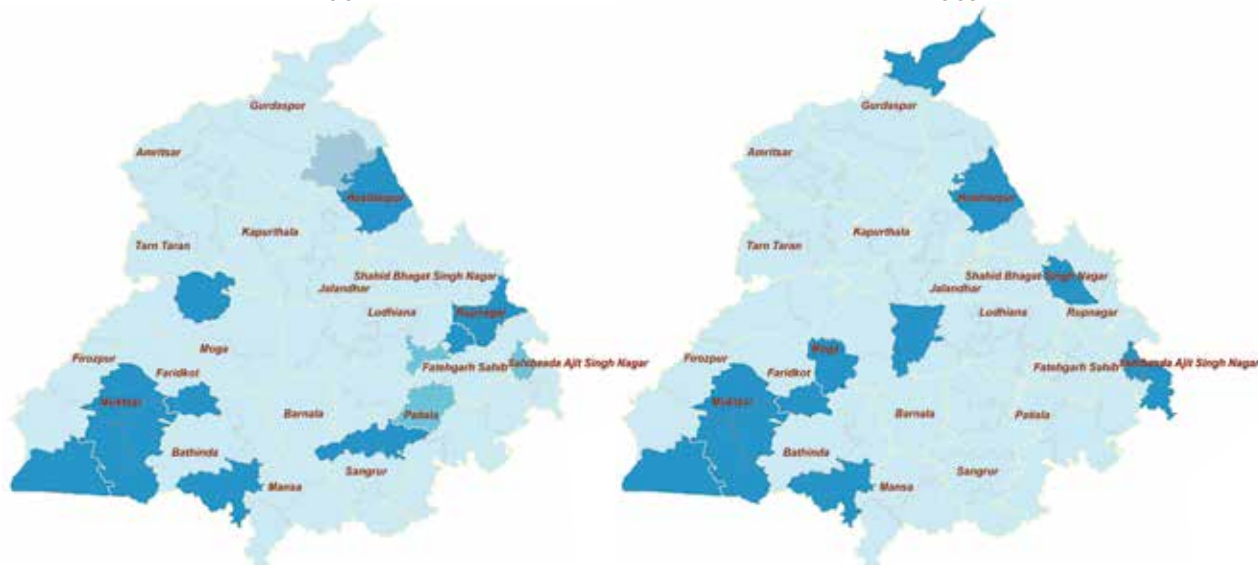 Gurdaspur
Amritsar
Hoshiarpur
Kapurthala
Tarn Taran
Shahid Bhagat Singh Nagar
Jalandhar
Lodhiana
Rupnagar
Moga
Firozpur
Faridkot
Fatehgarh Sahib
Sahibzada Ajit Singh Nagar
Muktsar
Barnala
Patiala
Bathinda
Sangrur
Mansa
Gurdaspur
Amritsar
Hoshiarpur
Kapurthala
Tarn Taran
Shahid Bhagat Singh Nagar
Jalandhar
Lodhiana
Rupnagar
Moga
Firozpur
Faridkot
Fatehgarh Sahib
Sahibzada Ajit Singh Nagar
Muktsar
Barnala
Patiala
Bathinda
Sangrur
Mansa